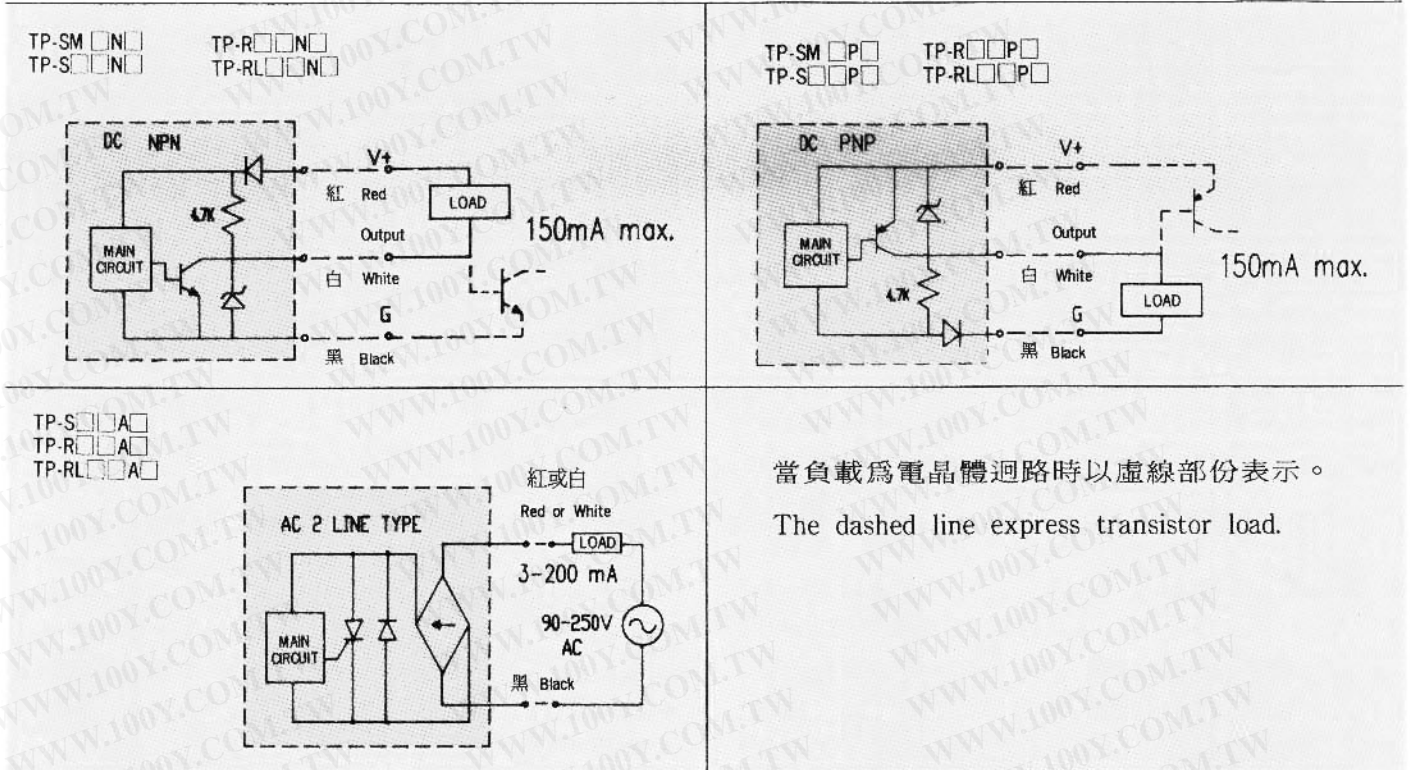 TP-SM □N□
TP-S□□N□
TP-R□□N□
TP-RL□□N□
DC NPN
4.7K
MAIN
CIRCUIT
V+
紅 Red
LOAD
150mA max.
Output
白 White
G
黑 Black
TP-SM □P□
TP-S□□P□
TP-R□□P□
TP-RL□□P□
DC PNP
MAIN
CIRCUIT
4.7K
V+
紅 Red
Output
白 White
150mA max.
LOAD
G
黑 Black
TP-S□□A□
TP-R□□A□
TP-RL□□A□
AC 2 LINE TYPE
MAIN
CIRCUIT
紅或白
Red or White
LOAD
3-200 mA
90-250V
AC
黑 Black
當負載爲電晶體迴路時以虛線部份表示。
The dashed line express transistor load.
WWW.100Y.COM.TW